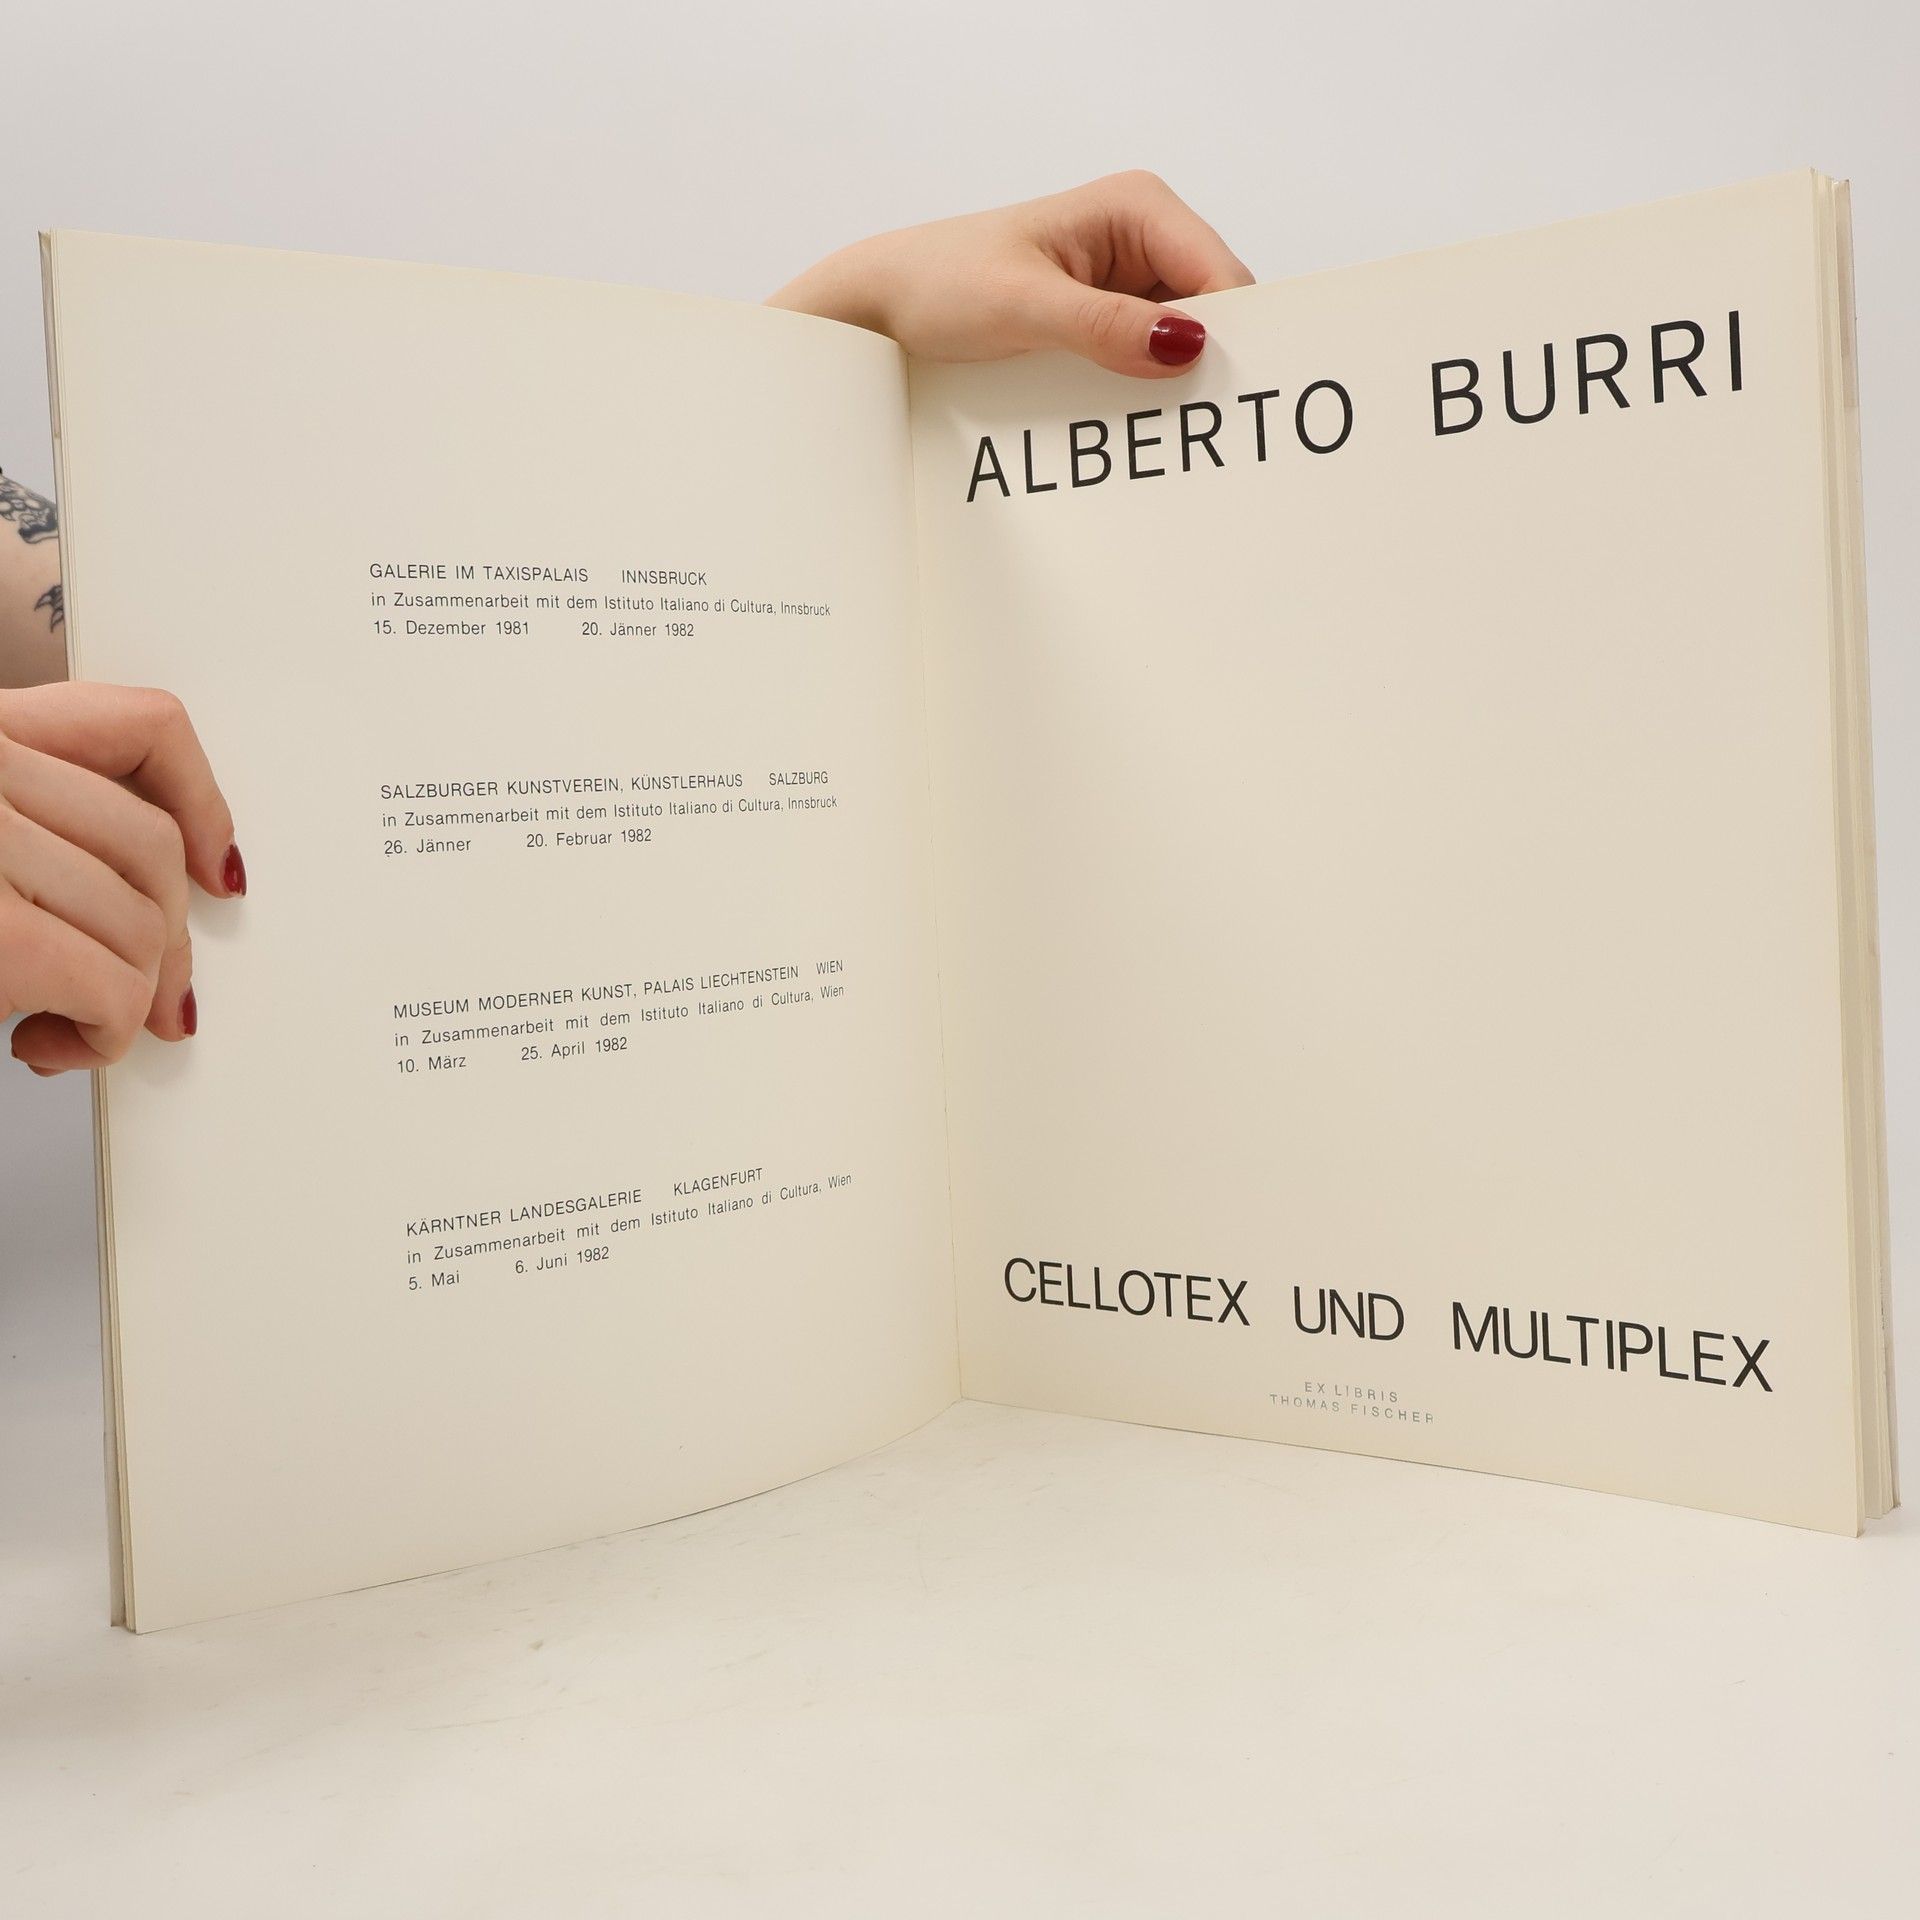 GALERIE IM TAXISPALAIS INNSBRUCK
in Zusammenarbeit mit dem Istituto Italiano di Cultura, Innsbruck
15. Dezember 1981 20. Jänner 1982
SALZBURGER KUNSTVEREIN, KÜNSTLERHAUS SALZBURG
in Zusammenarbeit mit dem Istituto Italiano di Cultura, Innsbruck
26. Jänner 20. Februar 1982
MUSEUM MODERNER KUNST, PALAIS LIECHTENSTEIN WIEN
in Zusammenarbeit mit dem Istituto Italiano di Cultura, Wien
10. März 25. April 1982
KÄRNTNER LANDESGALERIE KLAGENFURT
in Zusammenarbeit mit dem Istituto Italiano di Cultura, Wien
5. Mai 6. Juni 1982
ALBERTO BURRI
CELLOTEX UND MULTIPLEX
EX LIBRIS
THOMAS FISCHER